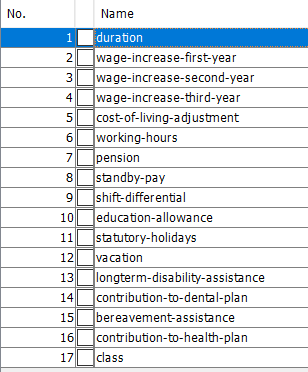 No. Name
1 duration
2 wage-increase-first-year
3 wage-increase-second-year
4 wage-increase-third-year
5 cost-of-living-adjustment
6 working-hours
7 pension
8 standby-pay
9 shift-differential
10 education-allowance
11 statutory-holidays
12 vacation
13 longterm-disability-assistance
14 contribution-to-dental-plan
15 bereavement-assistance
16 contribution-to-health-plan
17 class